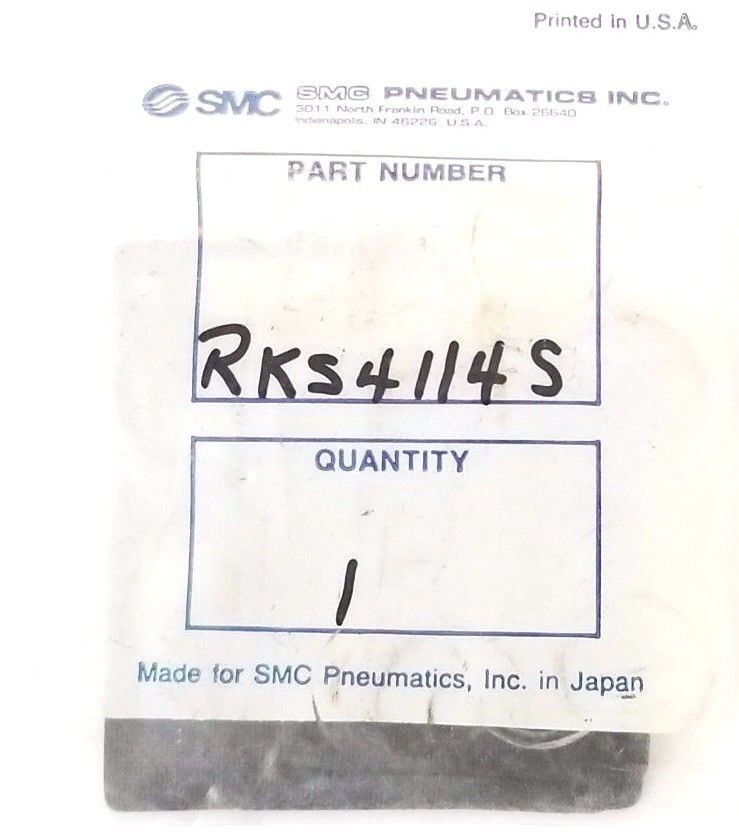 Printed in U.S.A.
SMC SMC PNEUMATICS INC.
3011 North Franklin Road, P.O. Box 26640
Indianapolis, IN 46226 U.S.A.
PART NUMBER
RKS4114S
QUANTITY
1
Made for SMC Pneumatics, Inc. in Japan